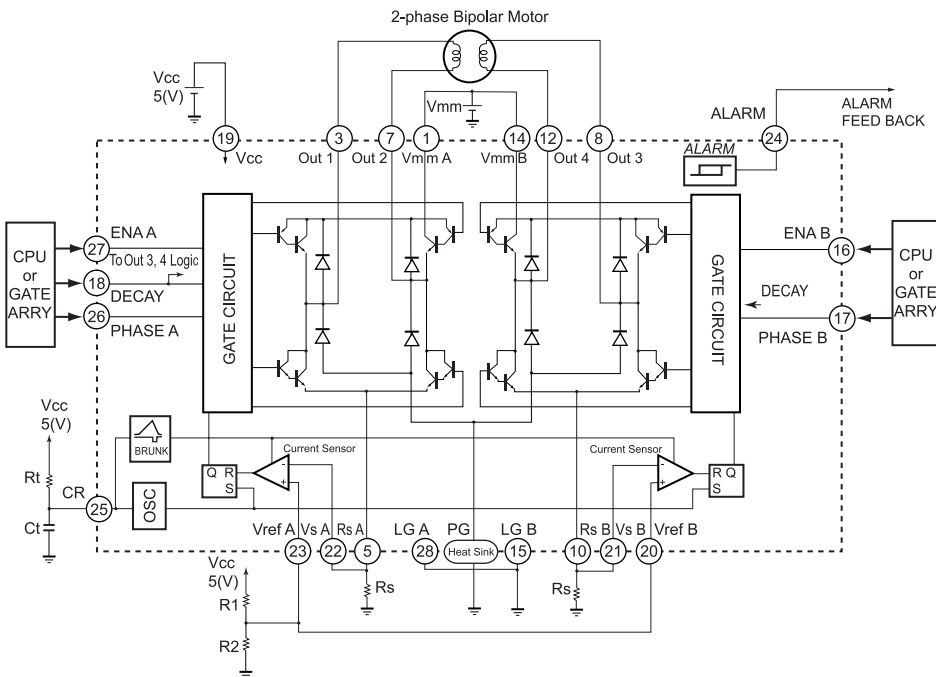 2-phase Bipolar Motor
Vcc
5(V)
Vmm
ALARM
ALARM
FEED BACK
19
3
7
1
14
12
8
24
Vcc
Out 1
Out 2
Vmm A
Vmm B
Out 4
Out 3
ALARM
CPU
or
GATE
ARRY
27
ENA A
To Out 3, 4 Logic
18
DECAY
26
PHASE A
GATE CIRCUIT
GATE CIRCUIT
ENA B
16
DECAY
PHASE B
17
CPU
or
GATE
ARRY
Vcc
5(V)
Rt
CR
25
Ct
BRUNK
OSC
Q R
S
Current Sensor
-
+
Current Sensor
-
+
R Q
S
Vref A
Vs A
Rs A
LG A
PG
LG B
Rs B
Vs B
Vref B
23
22
5
28
Heat Sink
15
10
21
20
Rs
Rs
Vcc
5(V)
R1
R2